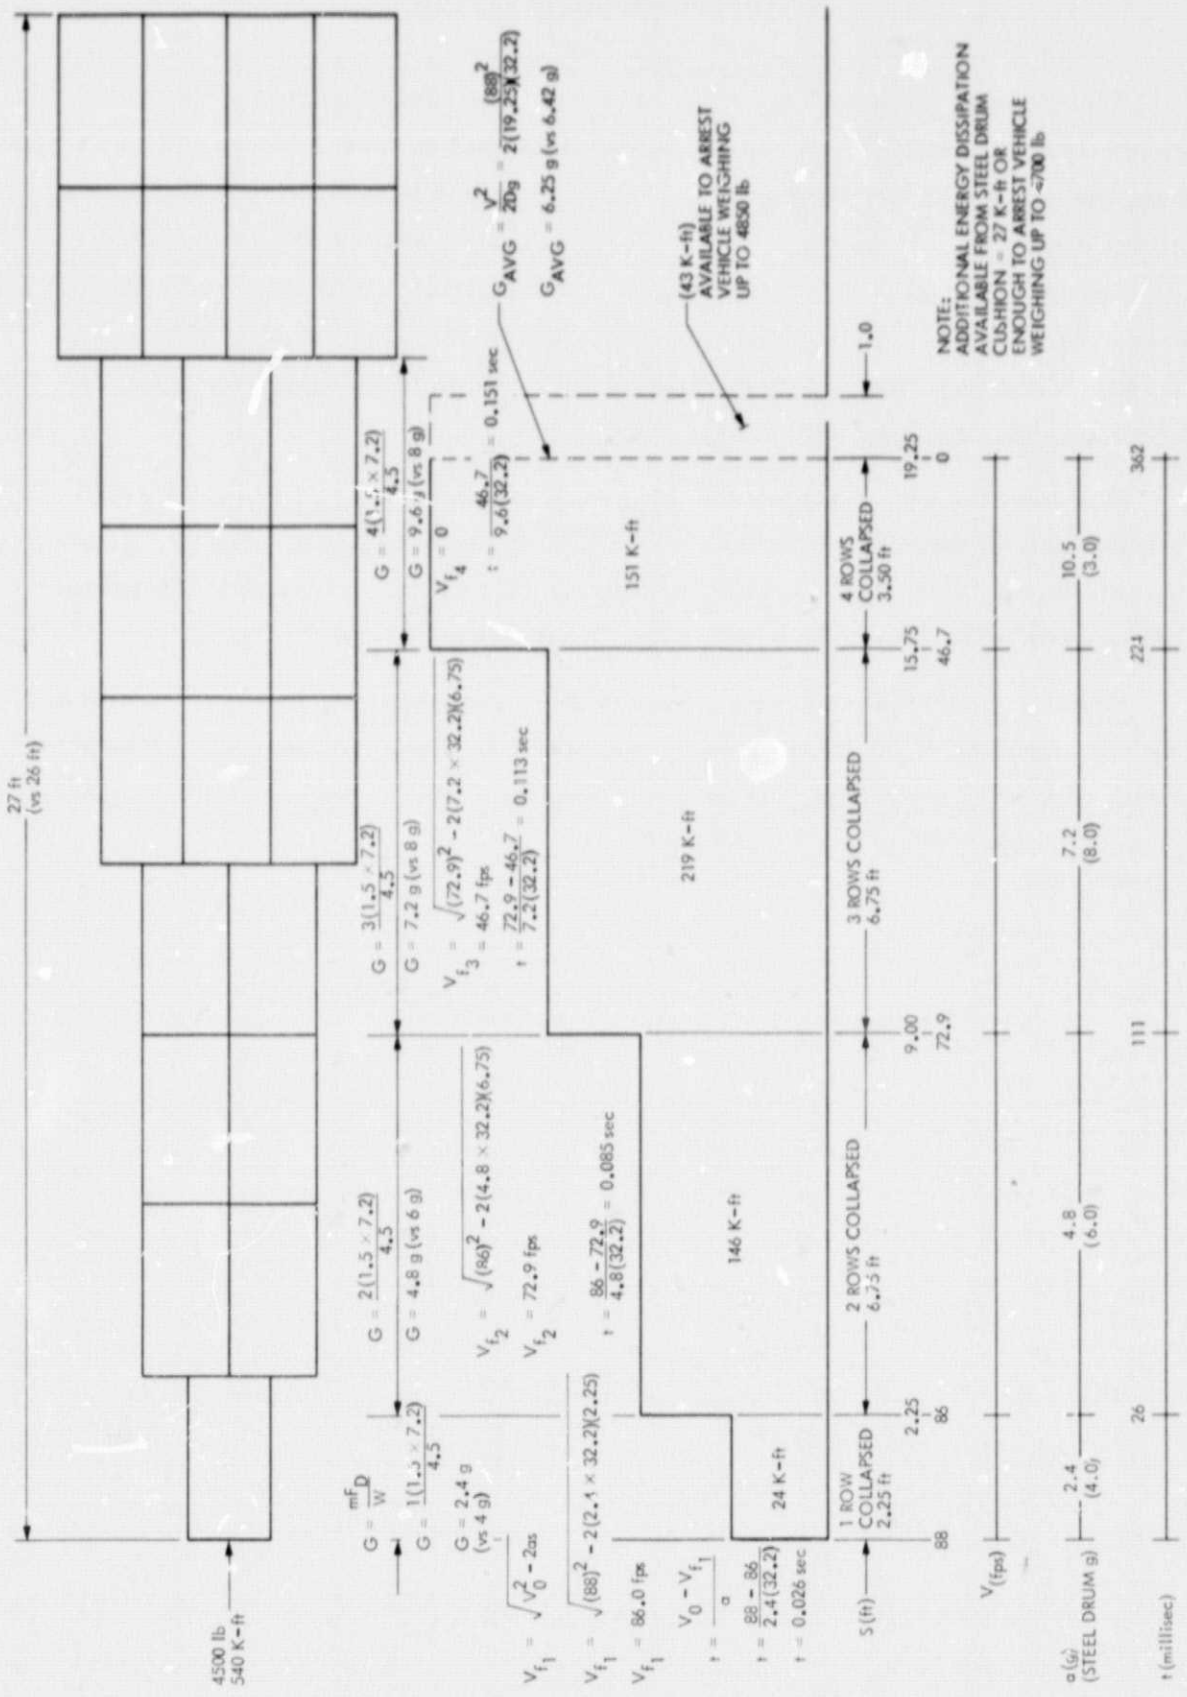 27 ft
(vs 26 ft)
4500 lb
540 K-ft
G = mF_D / W
G = 1(1.5 × 7.2) / 4.5
G = 2.4 g
(vs 4 g)
V_f1 = √(V_0^2 - 2as)
V_f1 = √((88)^2 - 2(2.4 × 32.2)(2.25))
V_f1 = 86.0 fps
t = (V_0 - V_f1) / a
t = (88 - 86) / 2.4(32.2)
t = 0.026 sec
G = 2(1.5 × 7.2) / 4.5
G = 4.8 g (vs 6 g)
V_f2 = √((86)^2 - 2(4.8 × 32.2)(6.75))
V_f2 = 72.9 fps
t = (86 - 72.9) / 4.8(32.2) = 0.085 sec
G = 3(1.5 × 7.2) / 4.5
G = 7.2 g (vs 8 g)
V_f3 = √((72.9)^2 - 2(7.2 × 32.2)(6.75))
= 46.7 fps
t = (72.9 - 46.7) / 7.2(32.2) = 0.113 sec
G = 4(1.5 × 7.2) / 4.5
G = 9.6 g (vs 8 g)
V_f4 = 0
t = 46.7 / 9.6(32.2) = 0.151 sec
G_AVG = V^2 / 2Dg = (88)^2 / 2(19.25)(32.2)
G_AVG = 6.25 g (vs 6.42 g)
(43 K-ft)
AVAILABLE TO ARREST
VEHICLE WEIGHING
UP TO 4850 lb
24 K-ft
146 K-ft
219 K-ft
151 K-ft
1 ROW
COLLAPSED
2.25 ft
2 ROWS COLLAPSED
6.75 ft
3 ROWS COLLAPSED
6.75 ft
4 ROWS
COLLAPSED
3.50 ft
1.0
S (ft)
2.25
9.00
15.75
19.25
88
86
72.9
46.7
0
V (fps)
NOTE:
ADDITIONAL ENERGY DISSIPATION
AVAILABLE FROM STEEL DRUM
CUSHION = 27 K-ft OR
ENOUGH TO ARREST VEHICLE
WEIGHING UP TO 4700 lb
a (g)
(STEEL DRUM g)
2.4
(4.0)
4.8
(6.0)
7.2
(8.0)
10.5
(3.0)
t (millisec)
26
111
224
362